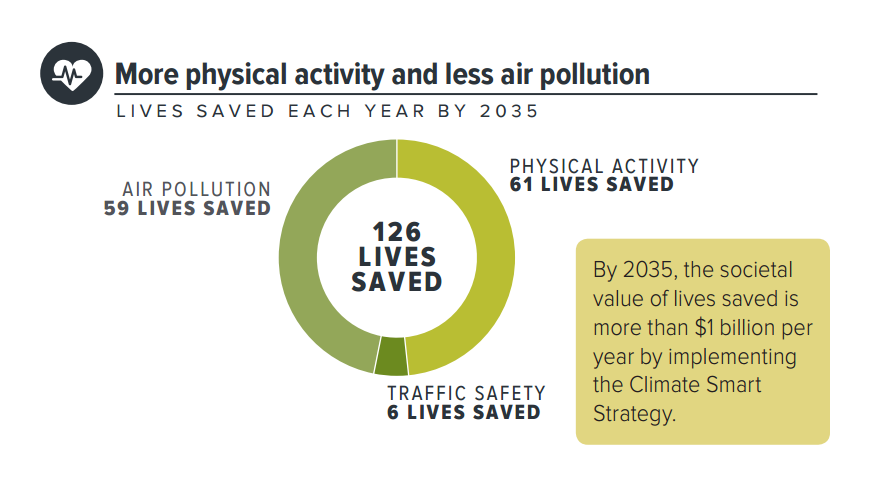 More physical activity and less air pollution
LIVES SAVED EACH YEAR BY 2035
PHYSICAL ACTIVITY
61 LIVES SAVED
AIR POLLUTION
59 LIVES SAVED
126
LIVES
SAVED
TRAFFIC SAFETY
6 LIVES SAVED
By 2035, the societal
value of lives saved is
more than $1 billion per
year by implementing
the Climate Smart
Strategy.